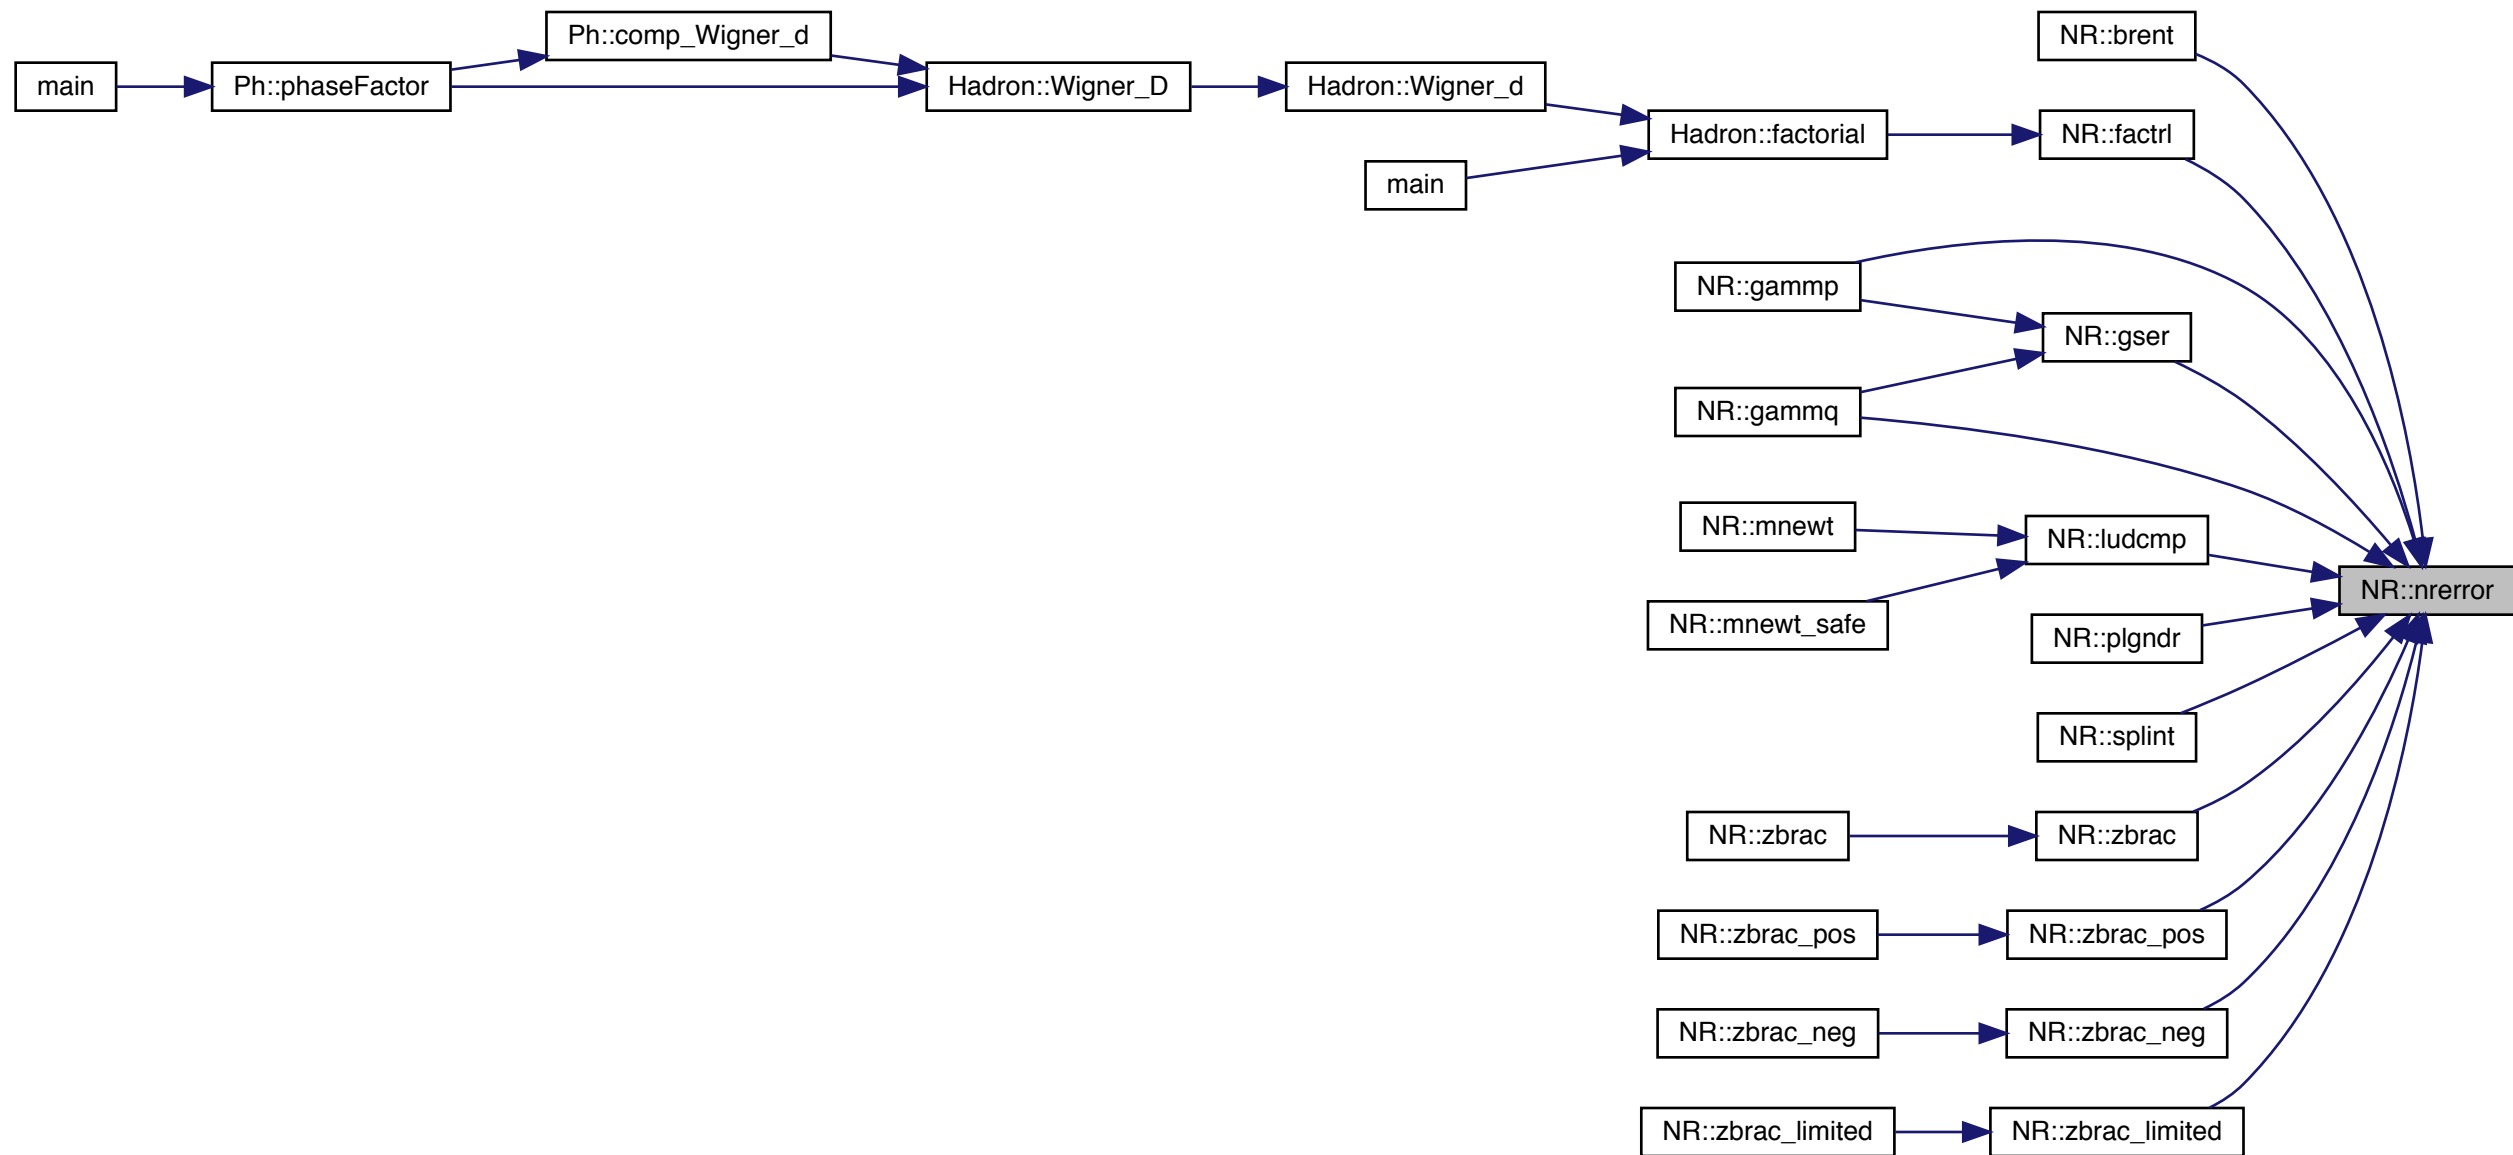 Ph::comp_Wigner_d
NR::brent
main
Ph::phaseFactor
Hadron::Wigner_D
Hadron::Wigner_d
Hadron::factorial
NR::factrl
main
NR::gammp
NR::gser
NR::gammq
NR::mnewt
NR::ludcmp
NR::nrerror
NR::mnewt_safe
NR::plgndr
NR::splint
NR::zbrac
NR::zbrac
NR::zbrac_pos
NR::zbrac_pos
NR::zbrac_neg
NR::zbrac_neg
NR::zbrac_limited
NR::zbrac_limited